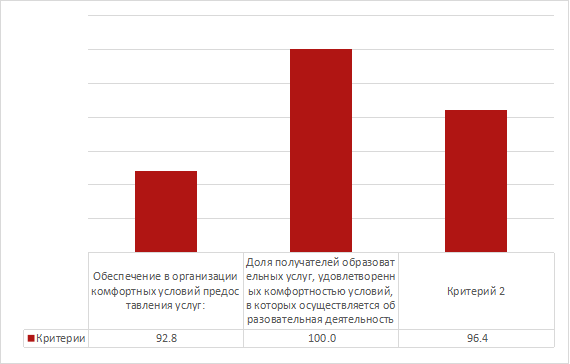 Обеспечение в организации
комфортных условий предос
тавления услуг:
Доля получателей образоват
ельных услуг, удовлетворенн
ых комфортностью условий,
в которых осуществляется об
разовательная деятельность
Критерий 2
Критерии 92.8 100.0 96.4